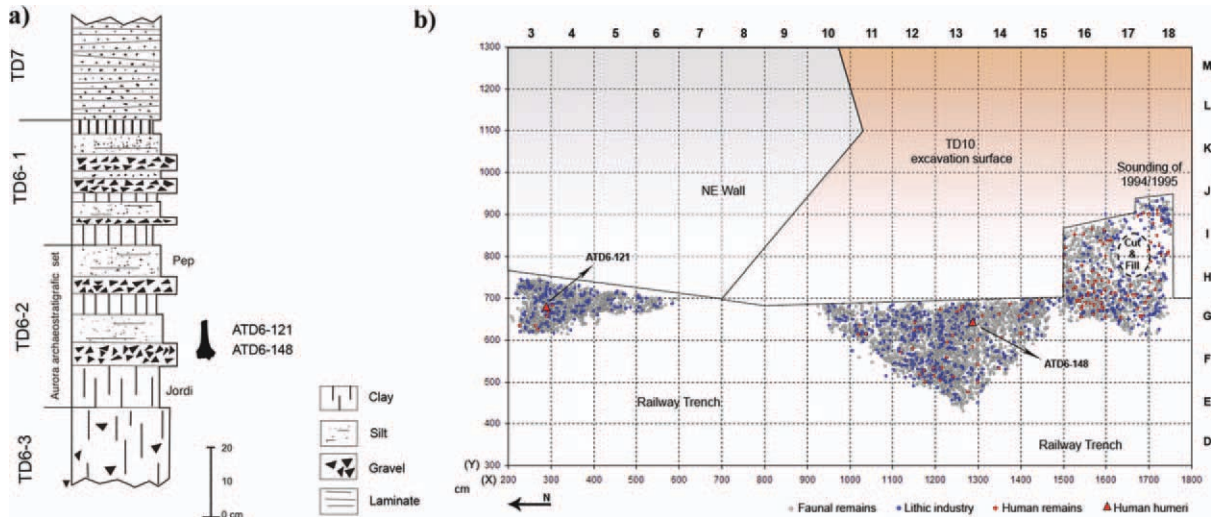 a)
TD7
TD6-1
TD6-2
TD6-3
Aurora archaeostratigrafic set
Pep
Jordi
ATD6-121
ATD6-148
Clay
Silt
Gravel
Laminate
20
10
0 cm
b)
3 4 5 6 7 8 9 10 11 12 13 14 15 16 17 18
1300
1200
1100
1000
900
800
700
600
500
400
300
M
L
K
J
I
H
G
F
E
D
TD10
excavation surface
NE Wall
Sounding of
1994/1995
Cut
&
Fill
ATD6-121
ATD6-148
Railway Trench
Railway Trench
(Y)
(X)
cm
200 300 400 500 600 700 800 900 1000 1100 1200 1300 1400 1500 1600 1700 1800
N
Faunal remains Lithic industry Human remains Human humeri